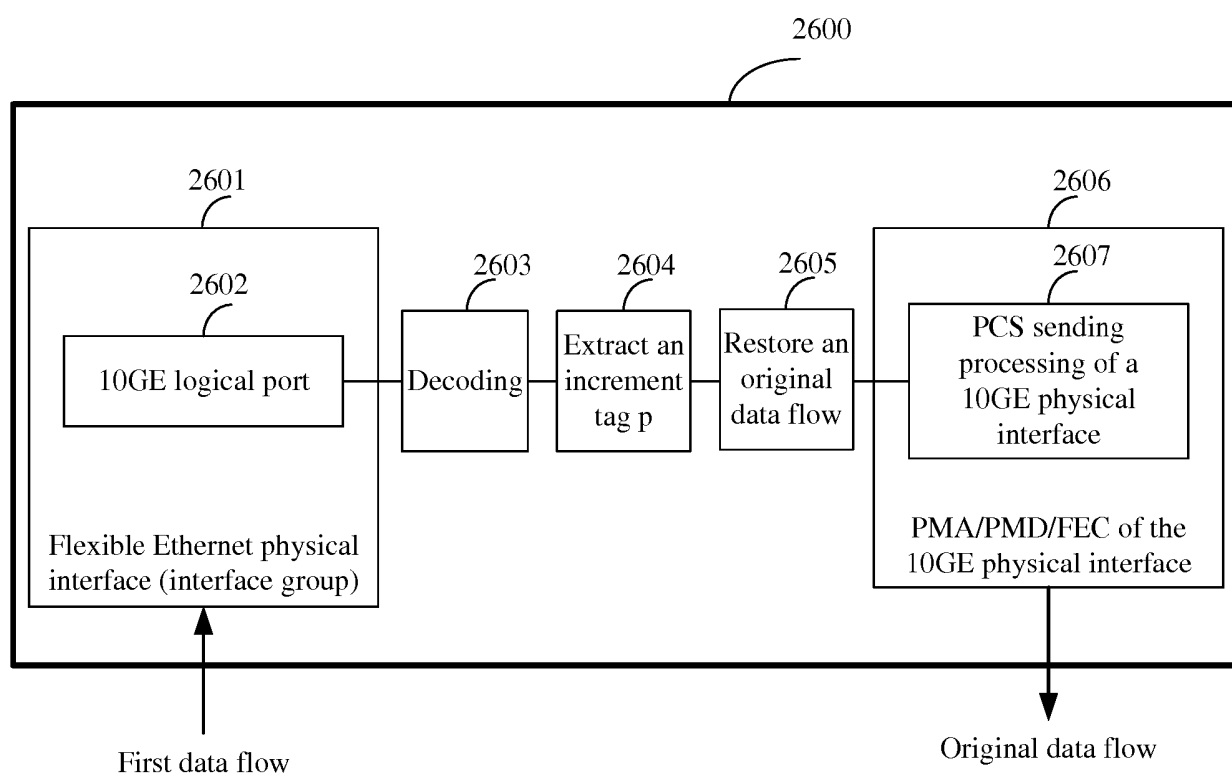 2600
2601
2606
2602
2603
2604
2605
2607
10GE logical port
Decoding
Extract an
increment
tag p
Restore an
original
data flow
PCS sending
processing of a
10GE physical
interface
Flexible Ethernet physical
interface (interface group)
PMA/PMD/FEC of the
10GE physical interface
First data flow
Original data flow